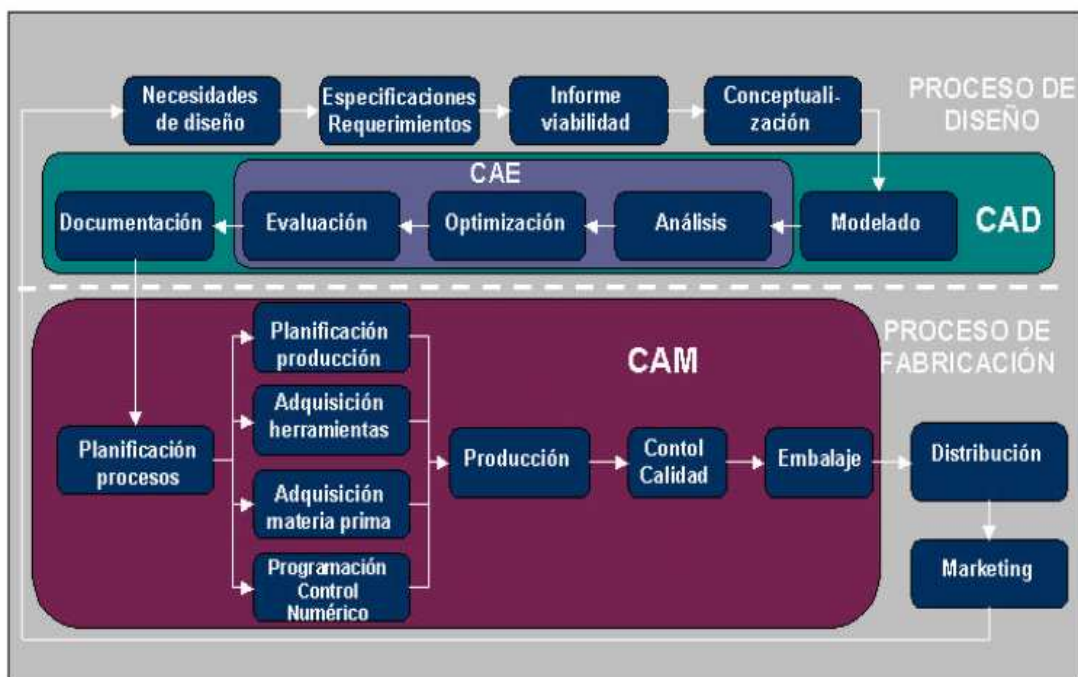 Necesidades
de diseño
Especificaciones
Requerimientos
Informe
viabilidad
Conceptuali-
zación
PROCESO DE
DISEÑO
CAE
Documentación
Evaluación
Optimización
Análisis
Modelado
CAD
Planificación
producción
CAM
PROCESO DE
FABRICACIÓN
Adquisición
herramientas
Planificación
procesos
Producción
Contol
Calidad
Embalaje
Distribución
Adquisición
materia prima
Programación
Control
Numérico
Marketing